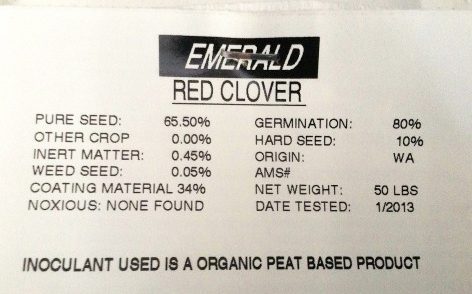 EMERALD
RED CLOVER
PURE SEED: 65.50% GERMINATION: 80%
OTHER CROP 0.00% HARD SEED: 10%
INERT MATTER: 0.45% ORIGIN: WA
WEED SEED: 0.05% AMS#
COATING MATERIAL 34% NET WEIGHT: 50 LBS
NOXIOUS: NONE FOUND DATE TESTED: 1/2013
INOCULANT USED IS A ORGANIC PEAT BASED PRODUCT